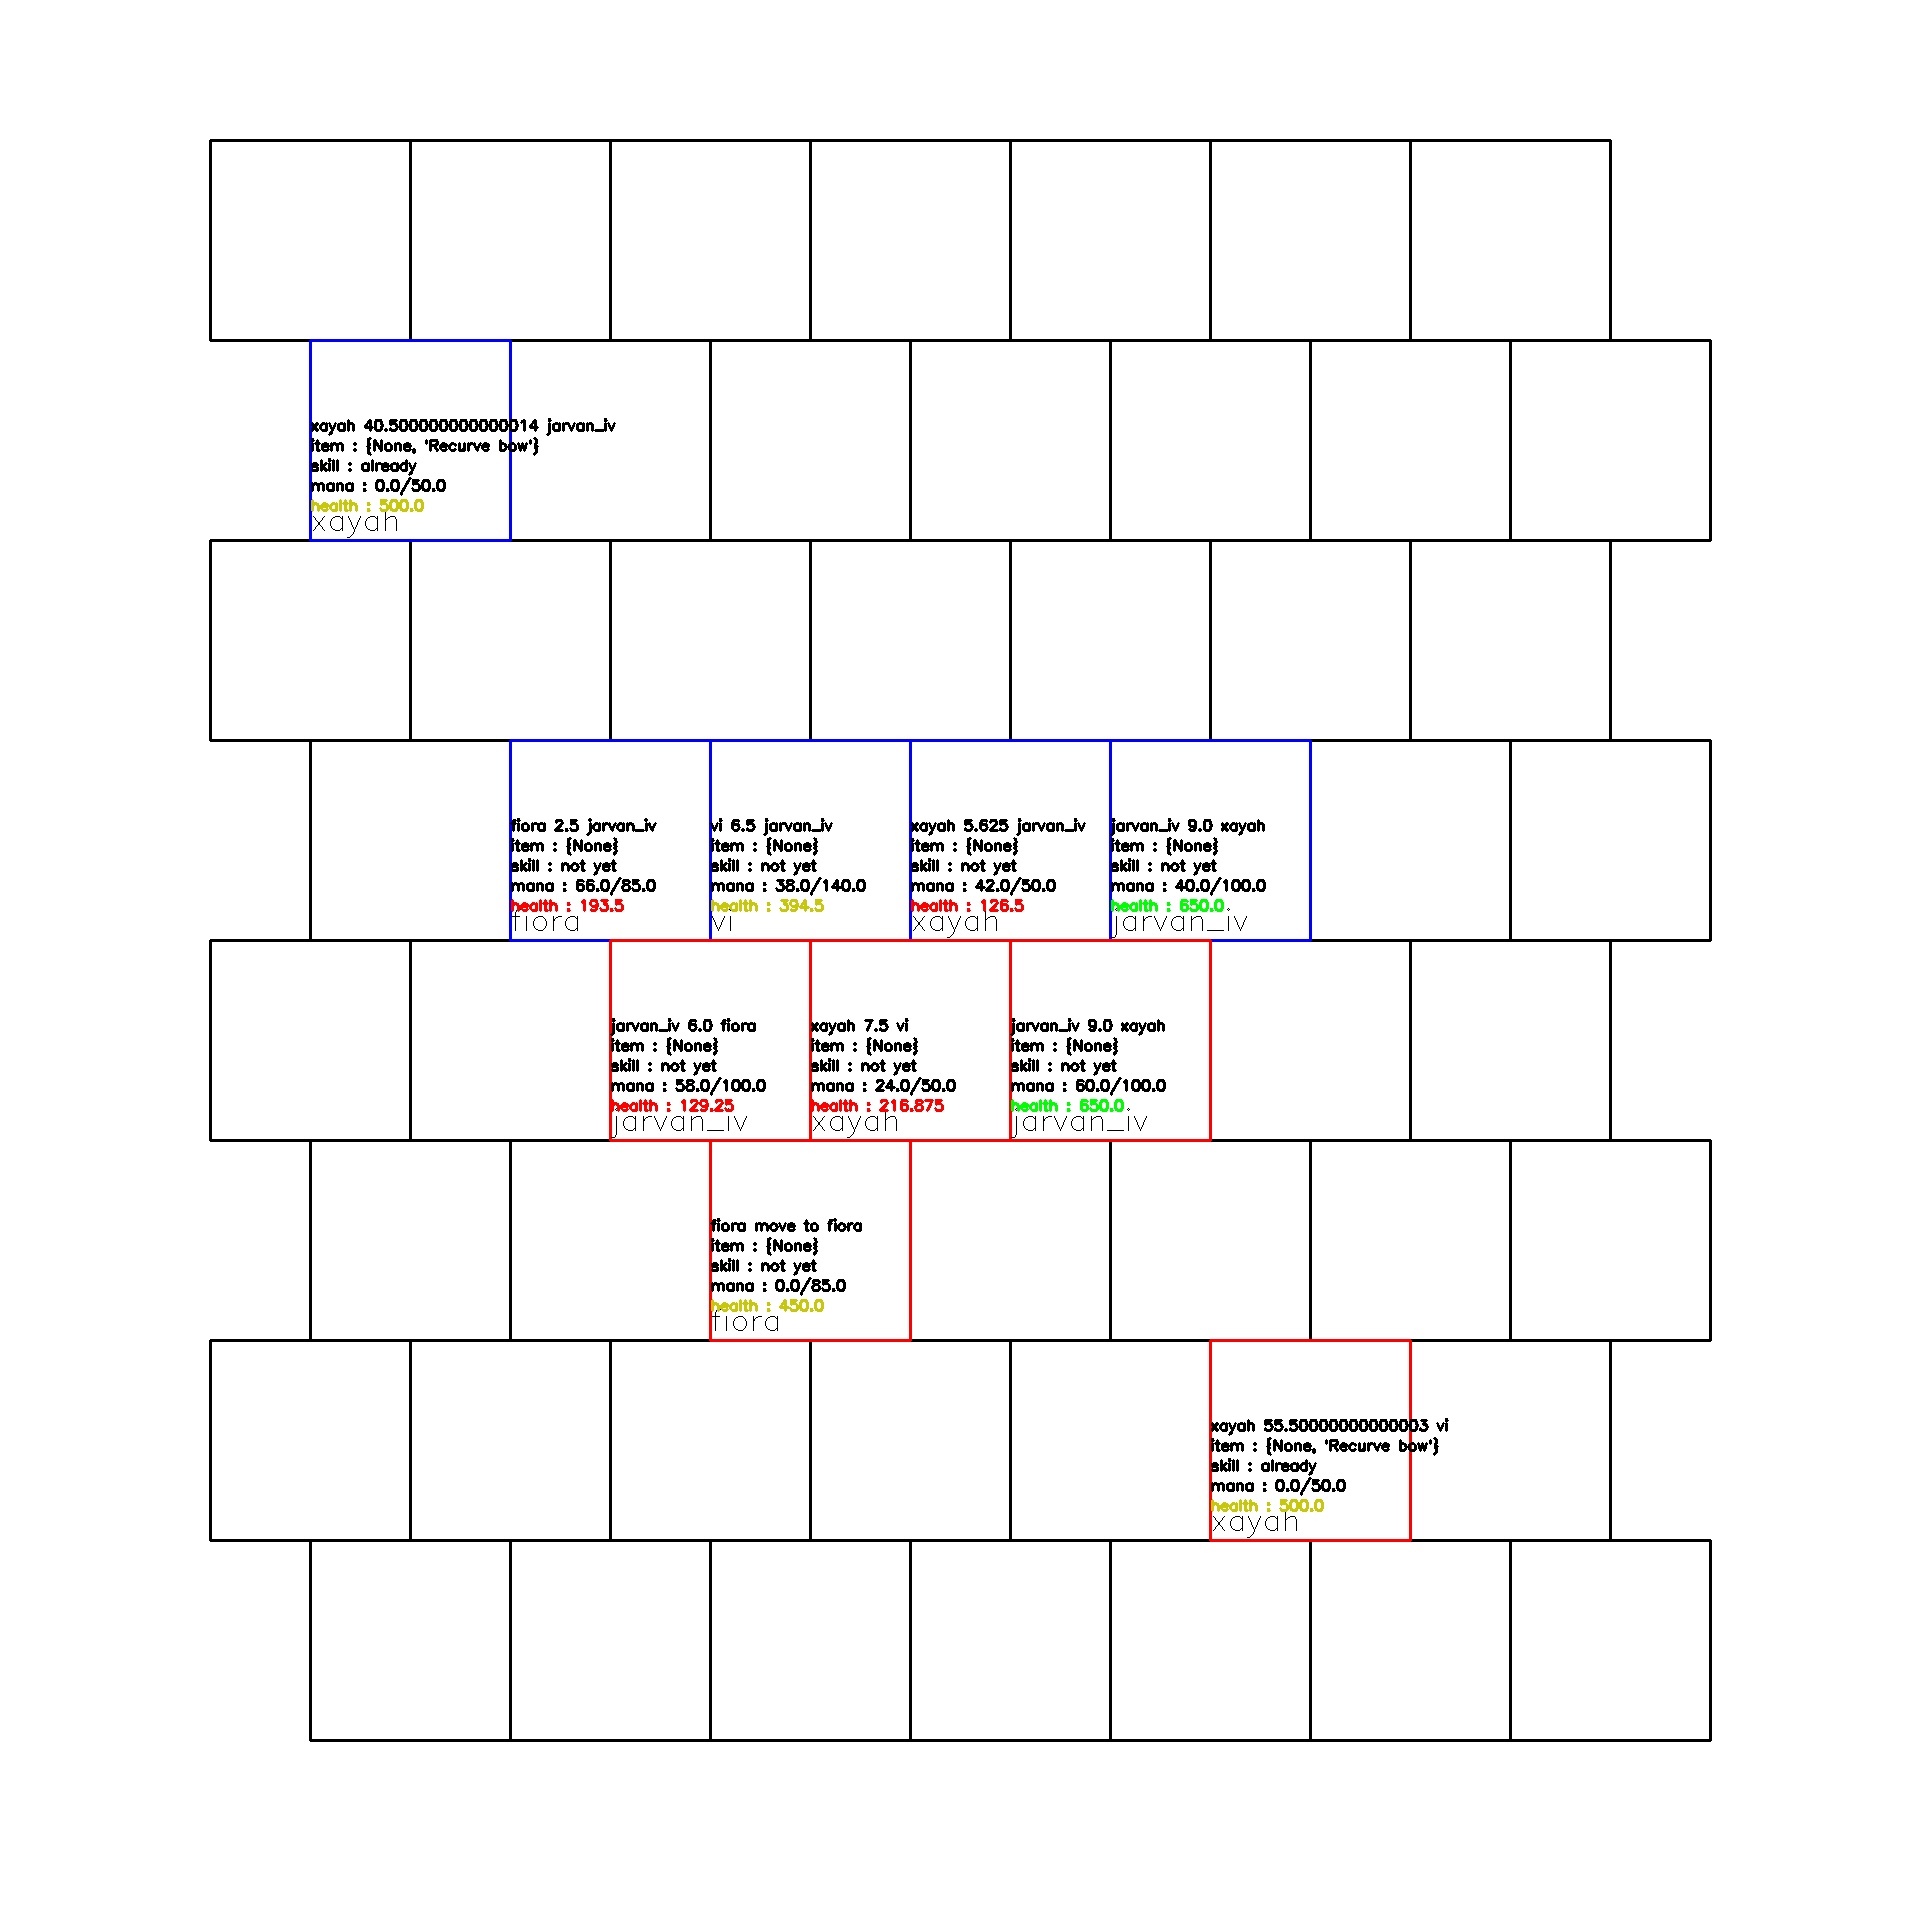 xayah 40.500000000000014 jarvan_iv
item : {None, 'Recurve bow'}
skill : already
mana : 0.0/50.0
health : 500.0
xayah
fiora 2.5 jarvan_iv
item : {None}
skill : not yet
mana : 66.0/85.0
health : 193.5
fiora
vi 6.5 jarvan_iv
item : {None}
skill : not yet
mana : 38.0/140.0
health : 394.5
vi
xayah 5.625 jarvan_iv
item : {None}
skill : not yet
mana : 42.0/50.0
health : 126.5
xayah
jarvan_iv 9.0 xayah
item : {None}
skill : not yet
mana : 40.0/100.0
health : 650.0
jarvan_iv
jarvan_iv 6.0 fiora
item : {None}
skill : not yet
mana : 58.0/100.0
health : 129.25
jarvan_iv
xayah 7.5 vi
item : {None}
skill : not yet
mana : 24.0/50.0
health : 216.875
xayah
jarvan_iv 9.0 xayah
item : {None}
skill : not yet
mana : 60.0/100.0
health : 650.0
jarvan_iv
fiora move to fiora
item : {None}
skill : not yet
mana : 0.0/85.0
health : 450.0
fiora
xayah 55.50000000000003 vi
item : {None, 'Recurve bow'}
skill : already
mana : 0.0/50.0
health : 500.0
xayah